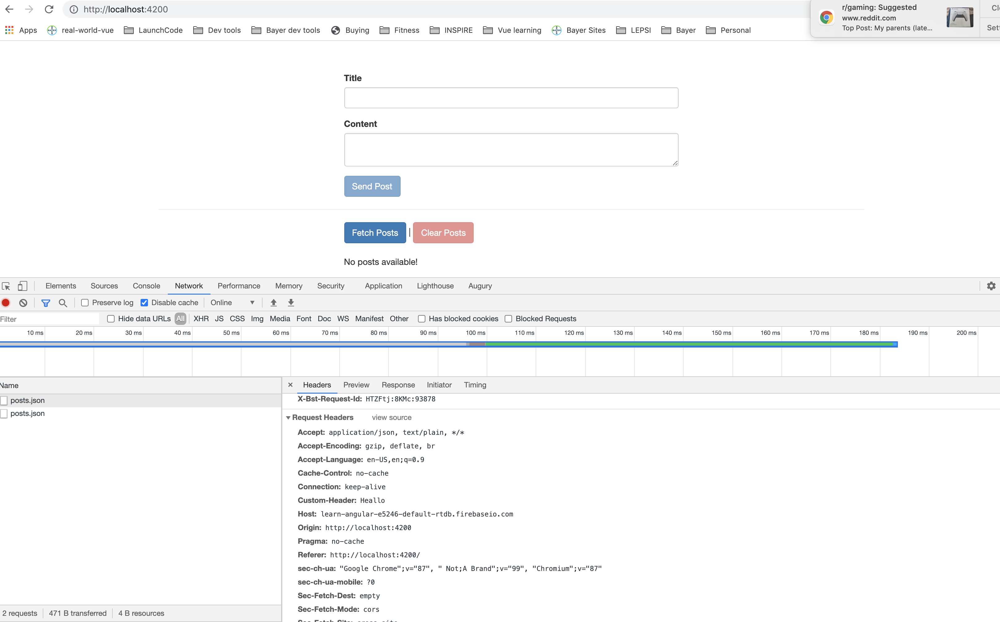 http://localhost:4200
r/gaming: Suggested
www.reddit.com
Top Post: My parents (late...
Apps real-world-vue LaunchCode Dev tools Bayer dev tools Buying Fitness INSPIRE Vue learning Bayer Sites LEPSI Bayer Personal
Title
Content
Send Post
Fetch Posts | Clear Posts
No posts available!
Elements Sources Console Network Performance Memory Security Application Lighthouse Augury
Preserve log Disable cache Online
Filter Hide data URLs All XHR JS CSS Img Media Font Doc WS Manifest Other Has blocked cookies Blocked Requests
10 ms 20 ms 30 ms 40 ms 50 ms 60 ms 70 ms 80 ms 90 ms 100 ms 110 ms 120 ms 130 ms 140 ms 150 ms 160 ms 170 ms 180 ms 190 ms 200 ms
Name
posts.json
posts.json
2 requests 471 B transferred 4 B resources
× Headers Preview Response Initiator Timing
X-Bst-Request-Id: HTZFtj:8KMc:93878
Request Headers view source
Accept: application/json, text/plain, */*
Accept-Encoding: gzip, deflate, br
Accept-Language: en-US,en;q=0.9
Cache-Control: no-cache
Connection: keep-alive
Custom-Header: Heallo
Host: learn-angular-e5246-default-rtdb.firebaseio.com
Origin: http://localhost:4200
Pragma: no-cache
Referer: http://localhost:4200/
sec-ch-ua: "Google Chrome";v="87", " Not;A Brand";v="99", "Chromium";v="87"
sec-ch-ua-mobile: ?0
Sec-Fetch-Dest: empty
Sec-Fetch-Mode: cors